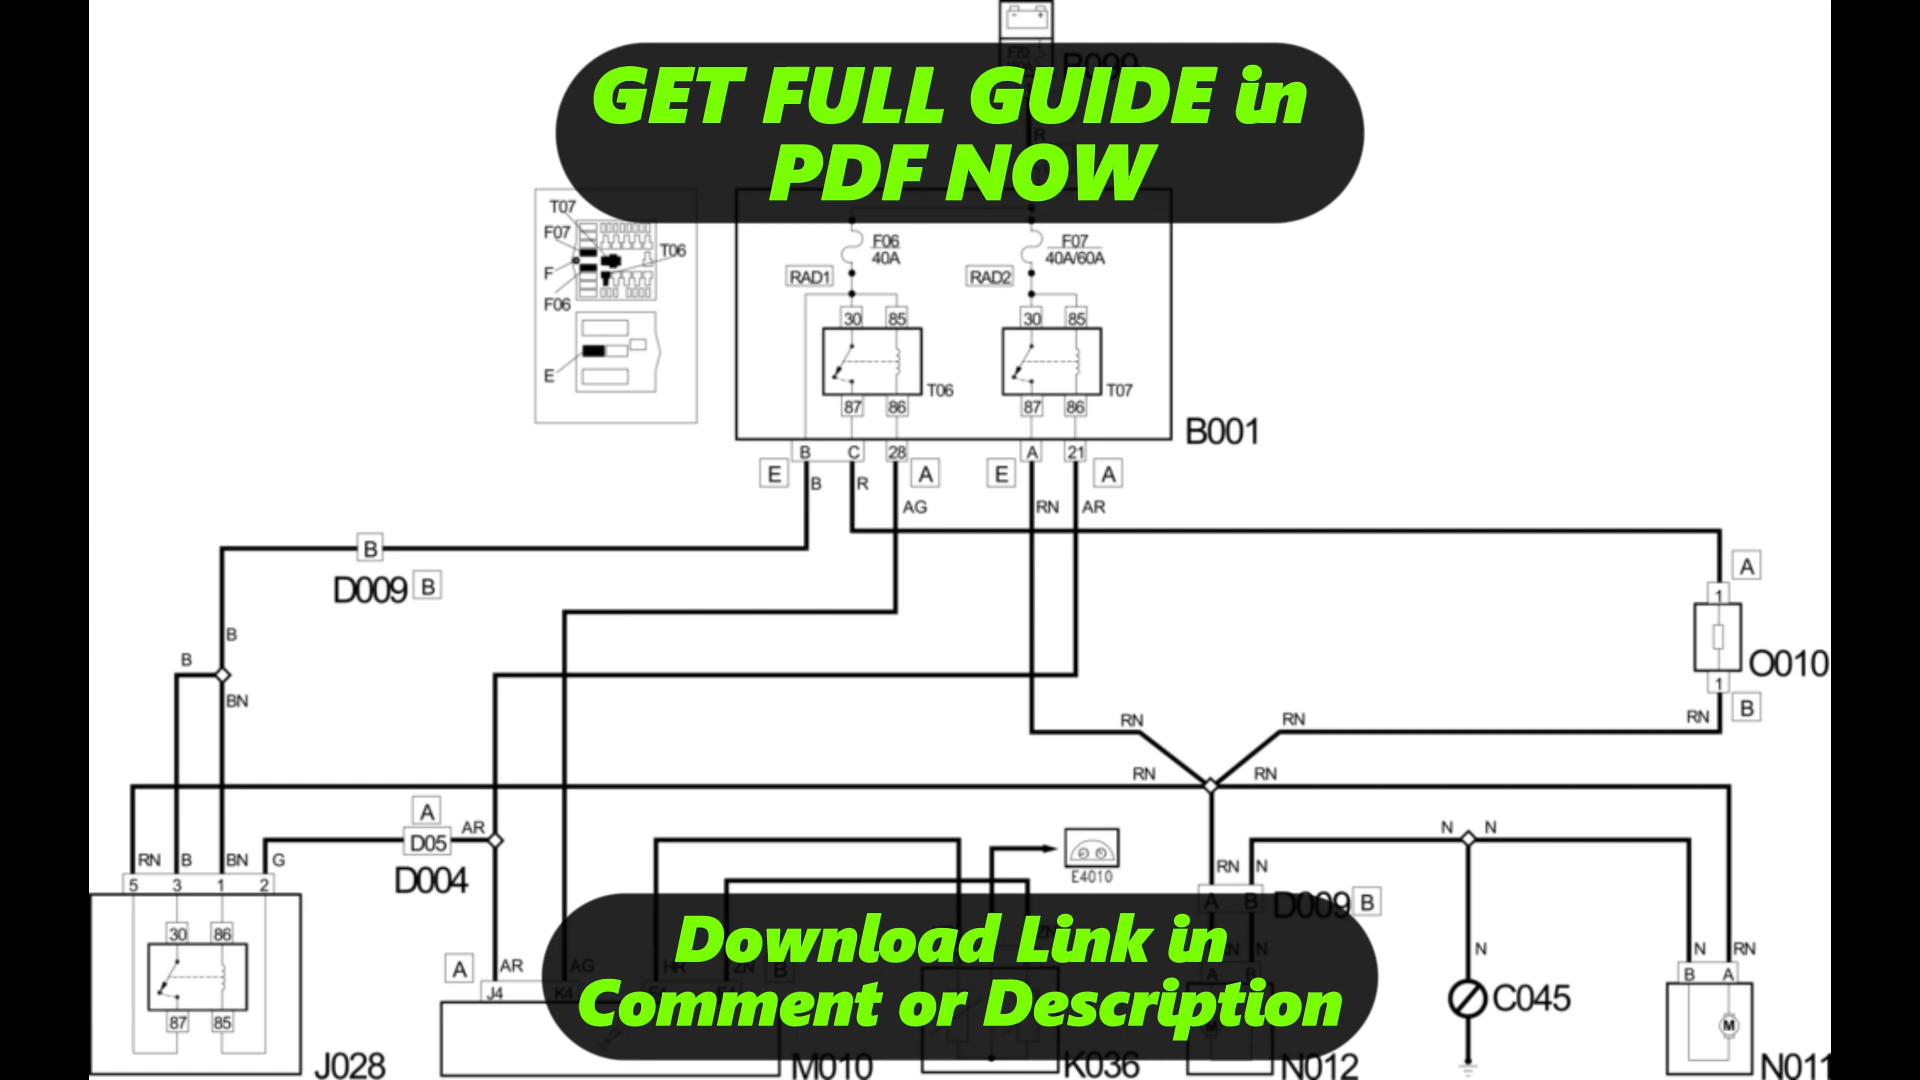 GET FULL GUIDE in
PDF NOW
R
T07
F07
T06
F
F06
E
F06
40A
F07
40A/60A
RAD1
RAD2
30 85
30 85
T06
T07
87 86
87 86
B001
B C 28 A 21
E A E A
B R AG RN AR
B
D009 B
A
1
O010
1
B
B
B
BN
RN RN RN
RN RN
A
D05 AR
D004
N N
RN B BN G
5 3 1 2
E4010
RN N
A B D009 B
30 86
87 85
J028
A AR AG HR ZN B
J4 K4
M010
K036
N
A B
N012
N
C045
N RN
B A
M
N011
Download Link in
Comment or Description